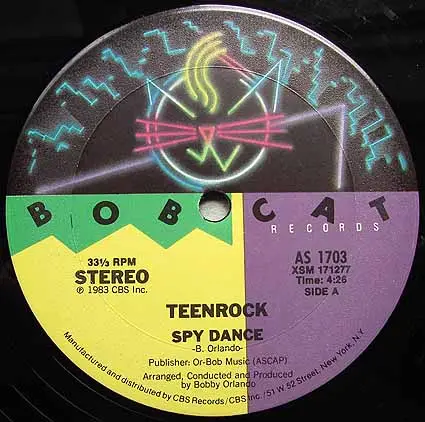 BOBCAT
RECORDS
33⅓ RPM
STEREO
℗ 1983 CBS Inc.
AS 1703
XSM 171277
Time: 4:26
SIDE A
TEENROCK
SPY DANCE
-B. Orlando-
Publisher: Or-Bob Music (ASCAP)
Arranged, Conducted and Produced
by Bobby Orlando
Manufactured and distributed by CBS Records/CBS Inc./51 W 52 Street, New York, N.Y.